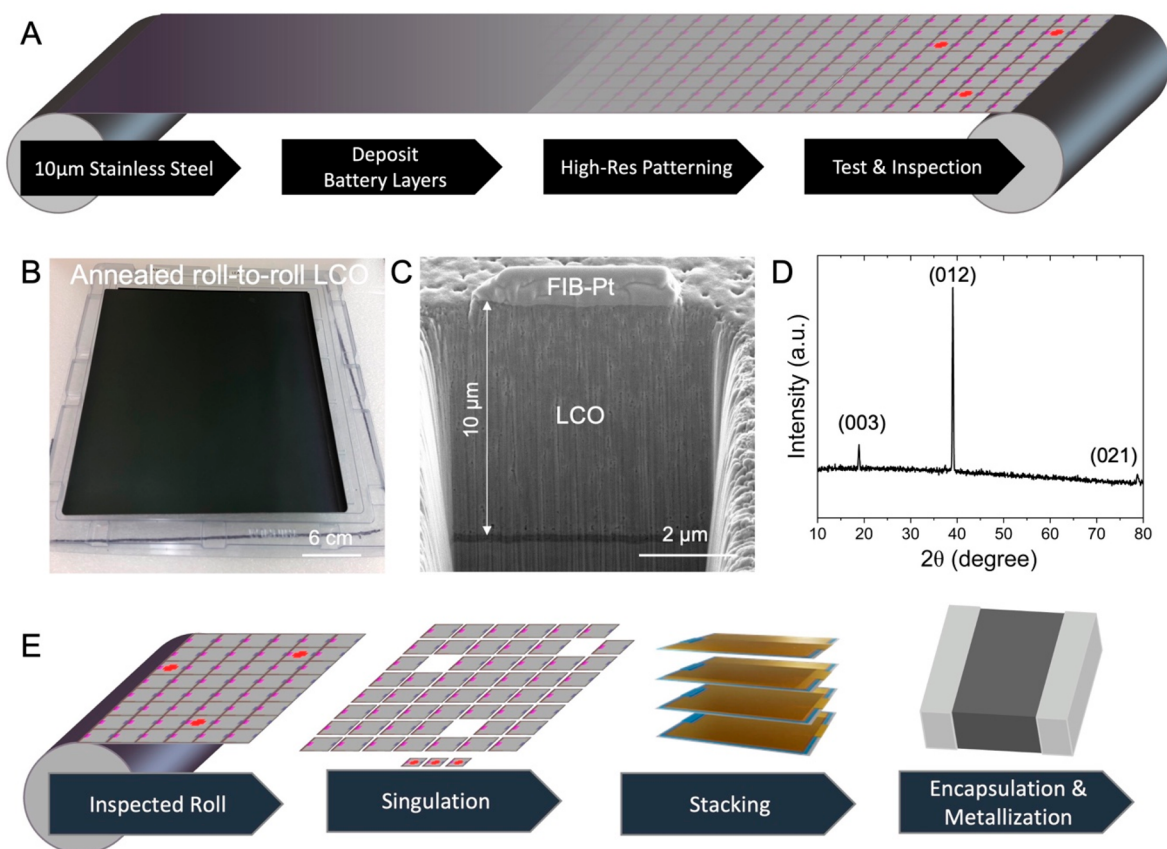 A
10µm Stainless Steel
Deposit
Battery Layers
High-Res Patterning
Test & Inspection
B
Annealed roll-to-roll LCO
6 cm
C
FIB-Pt
10 µm
LCO
2 µm
D
(012)
(003)
(021)
Intensity (a.u.)
10 20 30 40 50 60 70 80
2θ (degree)
E
Inspected Roll
Singulation
Stacking
Encapsulation &
Metallization